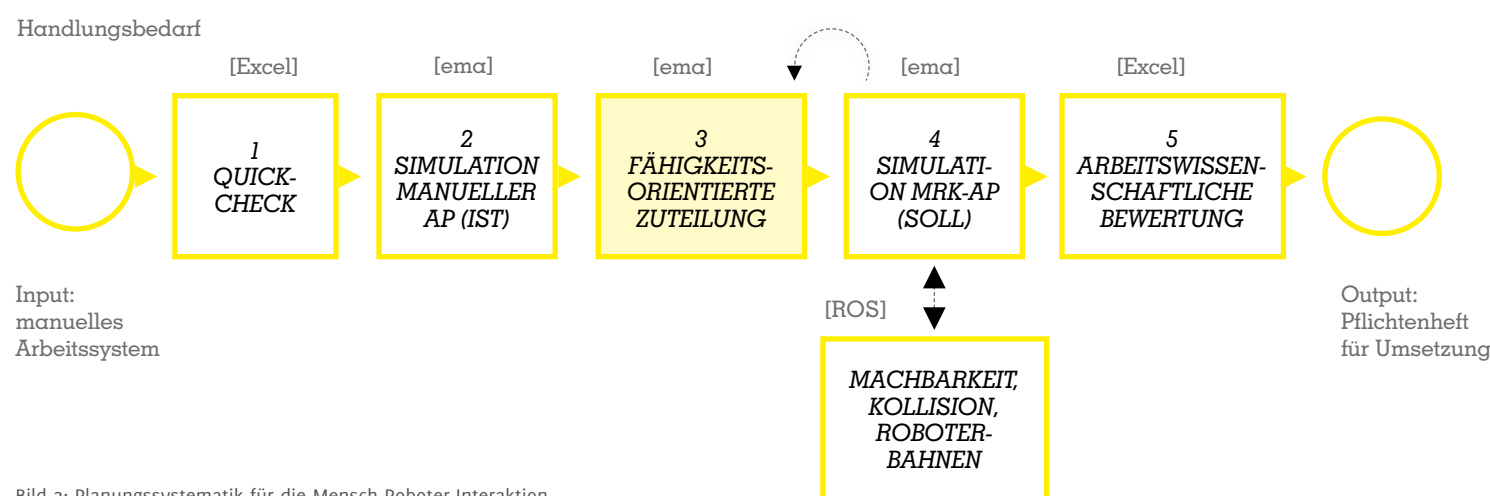 Handlungsbedarf
[Excel]
[ema]
[ema]
[ema]
[Excel]
1
QUICK-
CHECK
2
SIMULATION
MANUELLER
AP (IST)
3
FÄHIGKEITS-
ORIENTIERTE
ZUTEILUNG
4
SIMULATI-
ON MRK-AP
(SOLL)
5
ARBEITSWISSEN-
SCHAFTLICHE
BEWERTUNG
Input:
manuelles
Arbeitssystem
[ROS]
Output:
Pflichtenheft
für Umsetzung
MACHBARKEIT,
KOLLISION,
ROBOTER-
BAHNEN
Planungssystematik für die Mensch Roboter Interaktion